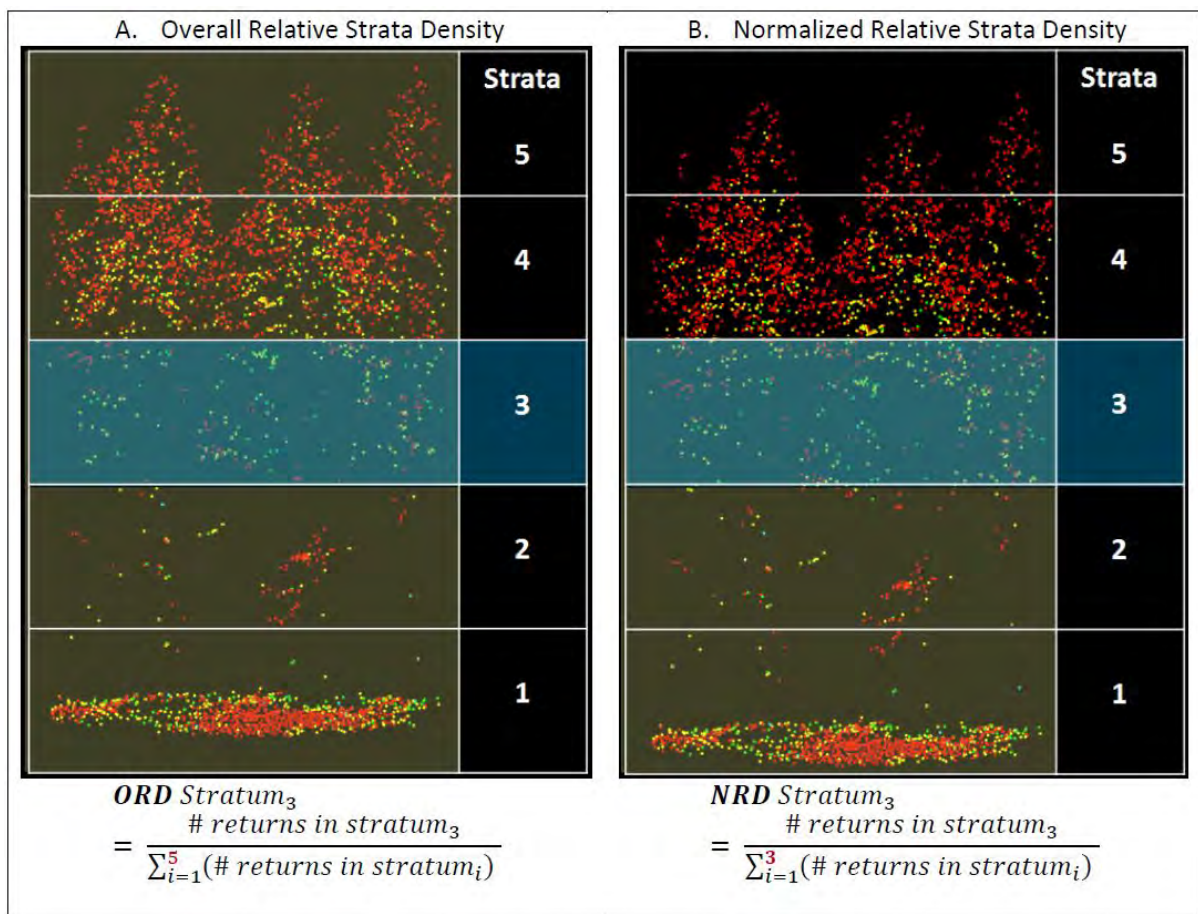 A. Overall Relative Strata Density
Strata
5
4
3
2
1
ORD Stratum₃
= # returns in stratum₃ / ∑⁵ᵢ₌₁(# returns in stratumᵢ)
B. Normalized Relative Strata Density
Strata
5
4
3
2
1
NRD Stratum₃
= # returns in stratum₃ / ∑³ᵢ₌₁(# returns in stratumᵢ)